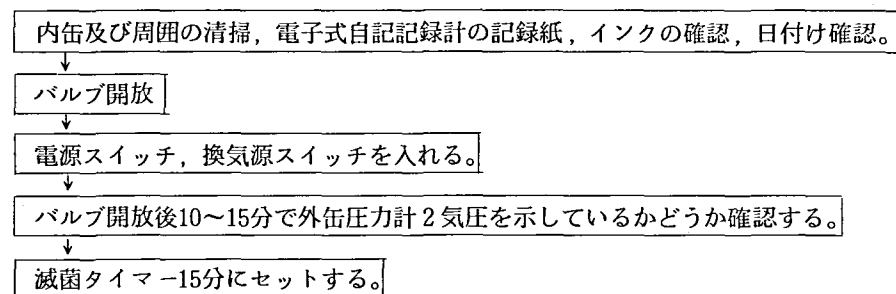 内缶及び周囲の清掃，電子式自記記録計の記録紙，インクの確認，日付け確認。
↓
バルブ開放
↓
電源スイッチ，換気源スイッチを入れる。
↓
バルブ開放後10～15分で外缶圧力計２気圧を示しているかどうか確認する。
↓
滅菌タイマー15分にセットする。